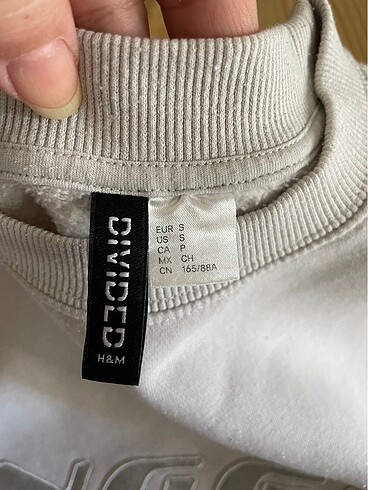 DIVIDED
H&M
EUR S
US S
CA P
MX CH
CN 165/88A